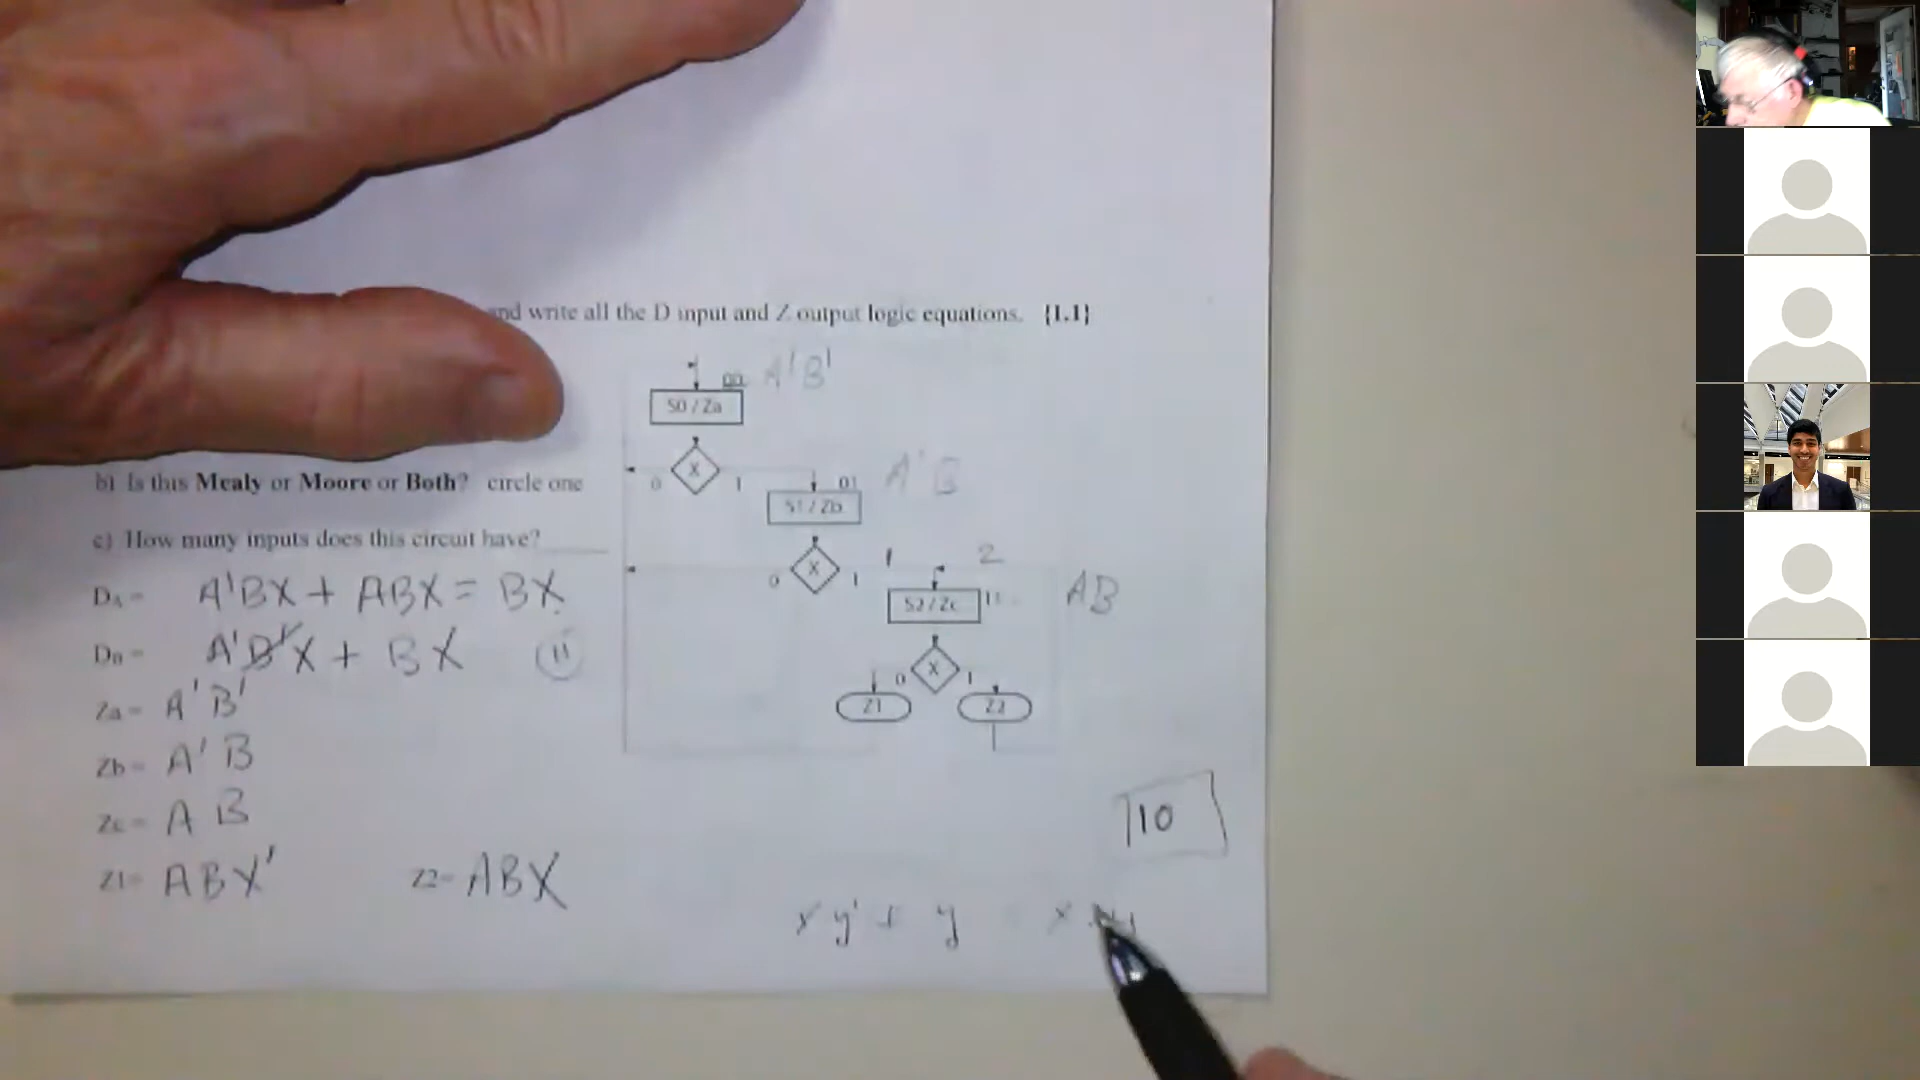 and write all the D input and Z output logic equations. {1.1}
00 A'B'
S0 / Za
X
0 1
01 A'B
S1 / Zb
b) Is this Mealy or Moore or Both? circle one
c) How many inputs does this circuit have?
X
0 1
1 2
S2 / Zc 11 AB
X
0 1
Z1 Z2
DA = A'BX + ABX = BX
DB = A'B'X + BX 11
Za = A'B'
Zb = A'B
Zc = AB
Z1 = ABX' Z2 = ABX
10
x y' + y = x